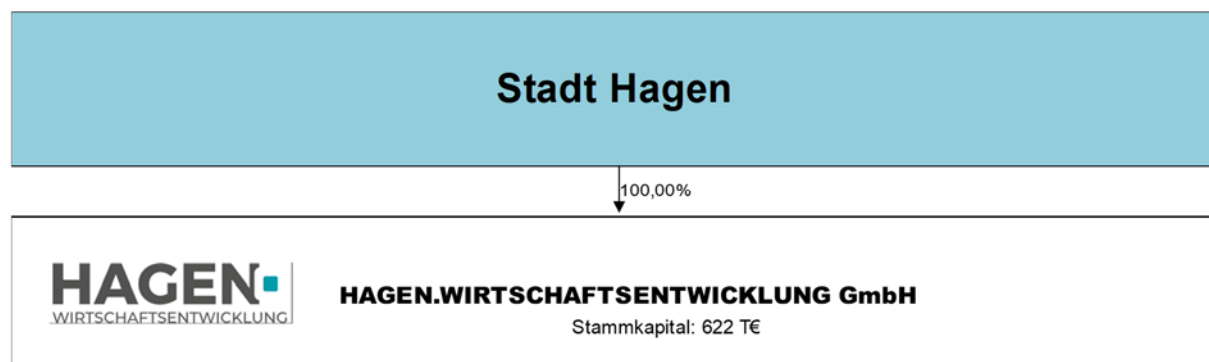 Stadt Hagen
100,00%
HAGEN
WIRTSCHAFTSENTWICKLUNG
HAGEN.WIRTSCHAFTSENTWICKLUNG GmbH
Stammkapital: 622 T€